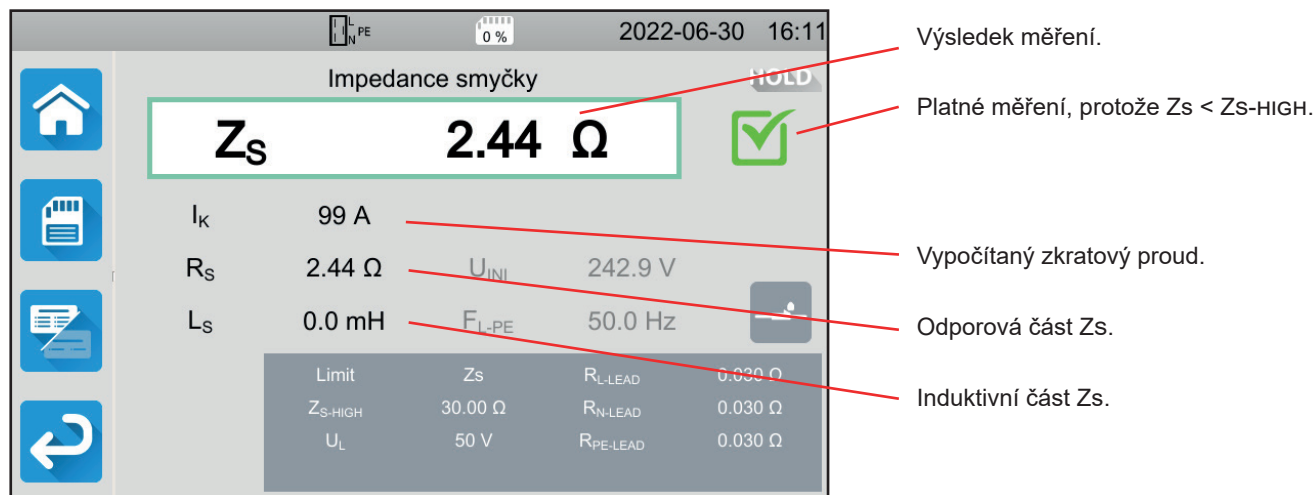 L PE
N
0 %
2022-06-30 16:11
Impedance smyčky
HOLD
ZS 2.44 Ω
IK 99 A
RS 2.44 Ω UINI 242.9 V
LS 0.0 mH FL-PE 50.0 Hz
Limit Zs RL-LEAD 0.030 Ω
ZS-HIGH 30.00 Ω RN-LEAD 0.030 Ω
UL 50 V RPE-LEAD 0.030 Ω
Výsledek měření.
Platné měření, protože Zs < Zs-HIGH.
Vypočítaný zkratový proud.
Odporová část Zs.
Induktivní část Zs.